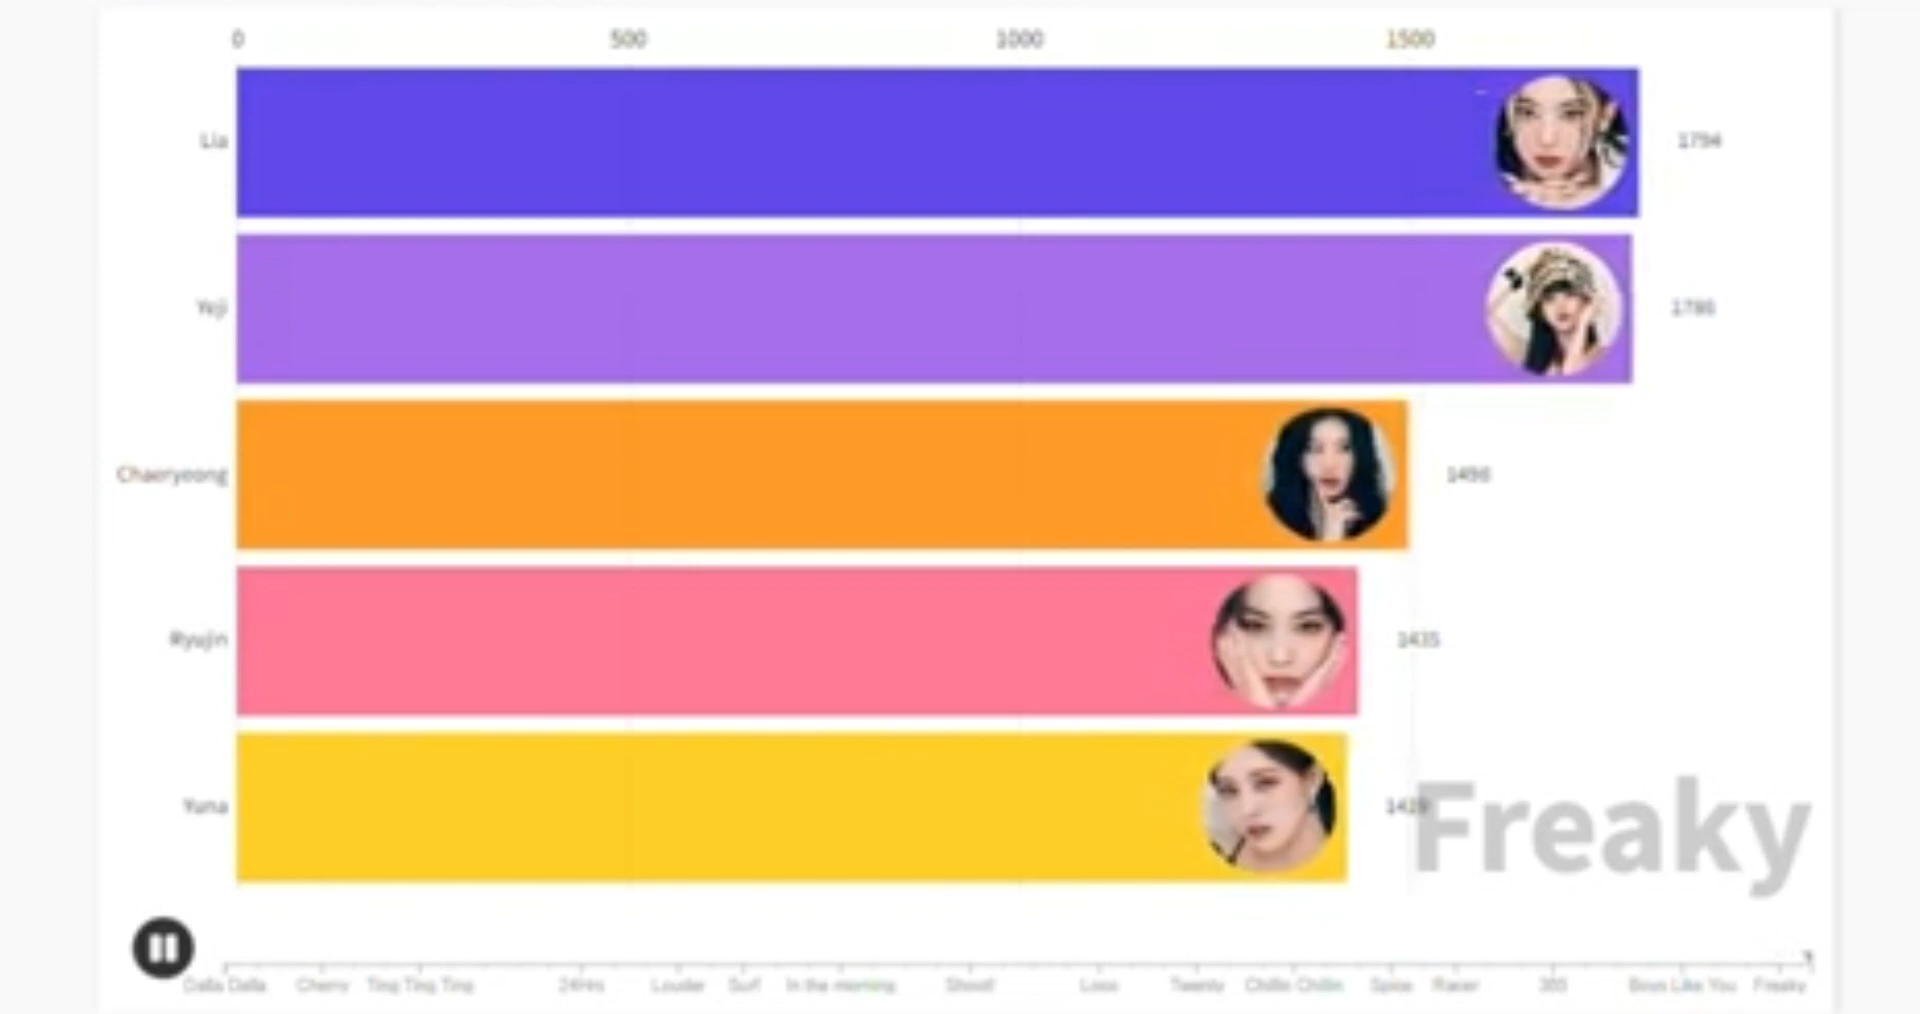 0 500 1000 1500
Lia 1794
Yeji
Chaeryeong
Ryujin 1435
Yuna
Freaky
Dalla Dalla Cherry Ting Ting Ting 24Hrs Louder Surf In the morning Shoot! Loco Twenty Chillin Chillin Spice Racer 365 Boys Like You Freaky